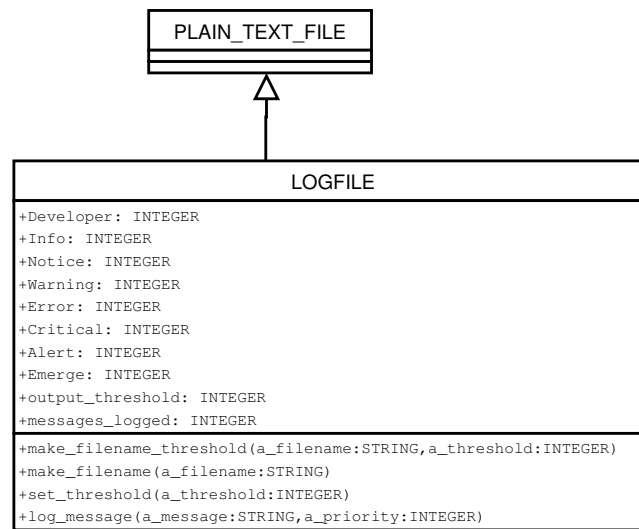 PLAIN_TEXT_FILE
LOGFILE
+Developer: INTEGER
+Info: INTEGER
+Notice: INTEGER
+Warning: INTEGER
+Error: INTEGER
+Critical: INTEGER
+Alert: INTEGER
+Emerge: INTEGER
+output_threshold: INTEGER
+messages_logged: INTEGER
+make_filename_threshold(a_filename:STRING,a_threshold:INTEGER)
+make_filename(a_filename:STRING)
+set_threshold(a_threshold:INTEGER)
+log_message(a_message:STRING,a_priority:INTEGER)